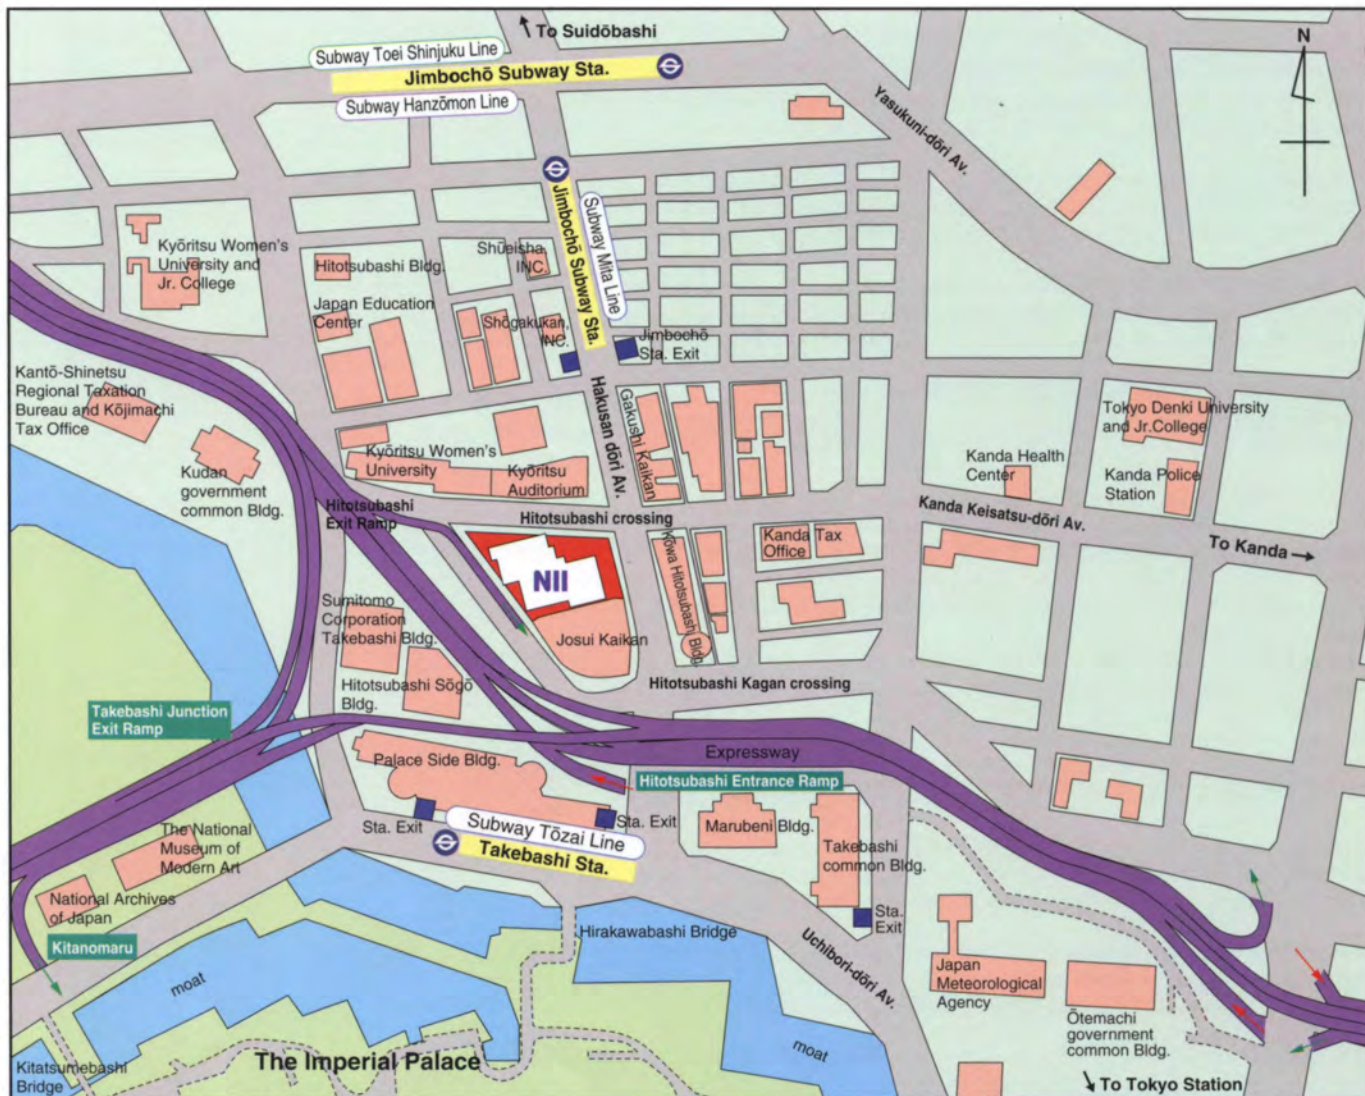 To Suidōbashi
Subway Toei Shinjuku Line
Jimbochō Subway Sta.
Subway Hanzōmon Line
N
Yasukuni-dōri Av.
Jimbochō Subway Sta.
Subway Mita Line
Kyōritsu Women's
University and
Jr. College
Hitotsubashi Bldg.
Shūeisha,
INC.
Japan Education
Center
Shōgakukan,
INC.
Jimbochō
Sta. Exit
Kantō-Shinetsu
Regional Taxation
Bureau and Kōjimachi
Tax Office
Hakusan dōri Av.
Gakushi Kaikan
Tokyo Denki University
and Jr.College
Kudan
government
common Bldg.
Kyōritsu Women's
University
Kyōritsu
Auditorium
Kanda Health
Center
Kanda Police
Station
Hitotsubashi
Exit Ramp
Hitotsubashi crossing
Kanda Keisatsu-dōri Av.
To Kanda
Kōwa Hitotsubashi Bldg.
Kanda Tax
Office
NII
Sumitomo
Corporation
Takebashi Bldg.
Josui Kaikan
Hitotsubashi Sōgō
Bldg.
Hitotsubashi Kagan crossing
Takebashi Junction
Exit Ramp
Palace Side Bldg.
Expressway
Hitotsubashi Entrance Ramp
Sta. Exit
Subway Tōzai Line
Takebashi Sta.
Sta. Exit
Marubeni Bldg.
Takebashi
common Bldg.
The National
Museum of
Modern Art
National Archives
of Japan
Kitanomaru
Hirakawabashi Bridge
Sta.
Exit
Uchibori-dōri Av.
Japan
Meteorological
Agency
Ōtemachi
government
common Bldg.
moat
moat
The Imperial Palace
Kitatsumebashi
Bridge
To Tokyo Station